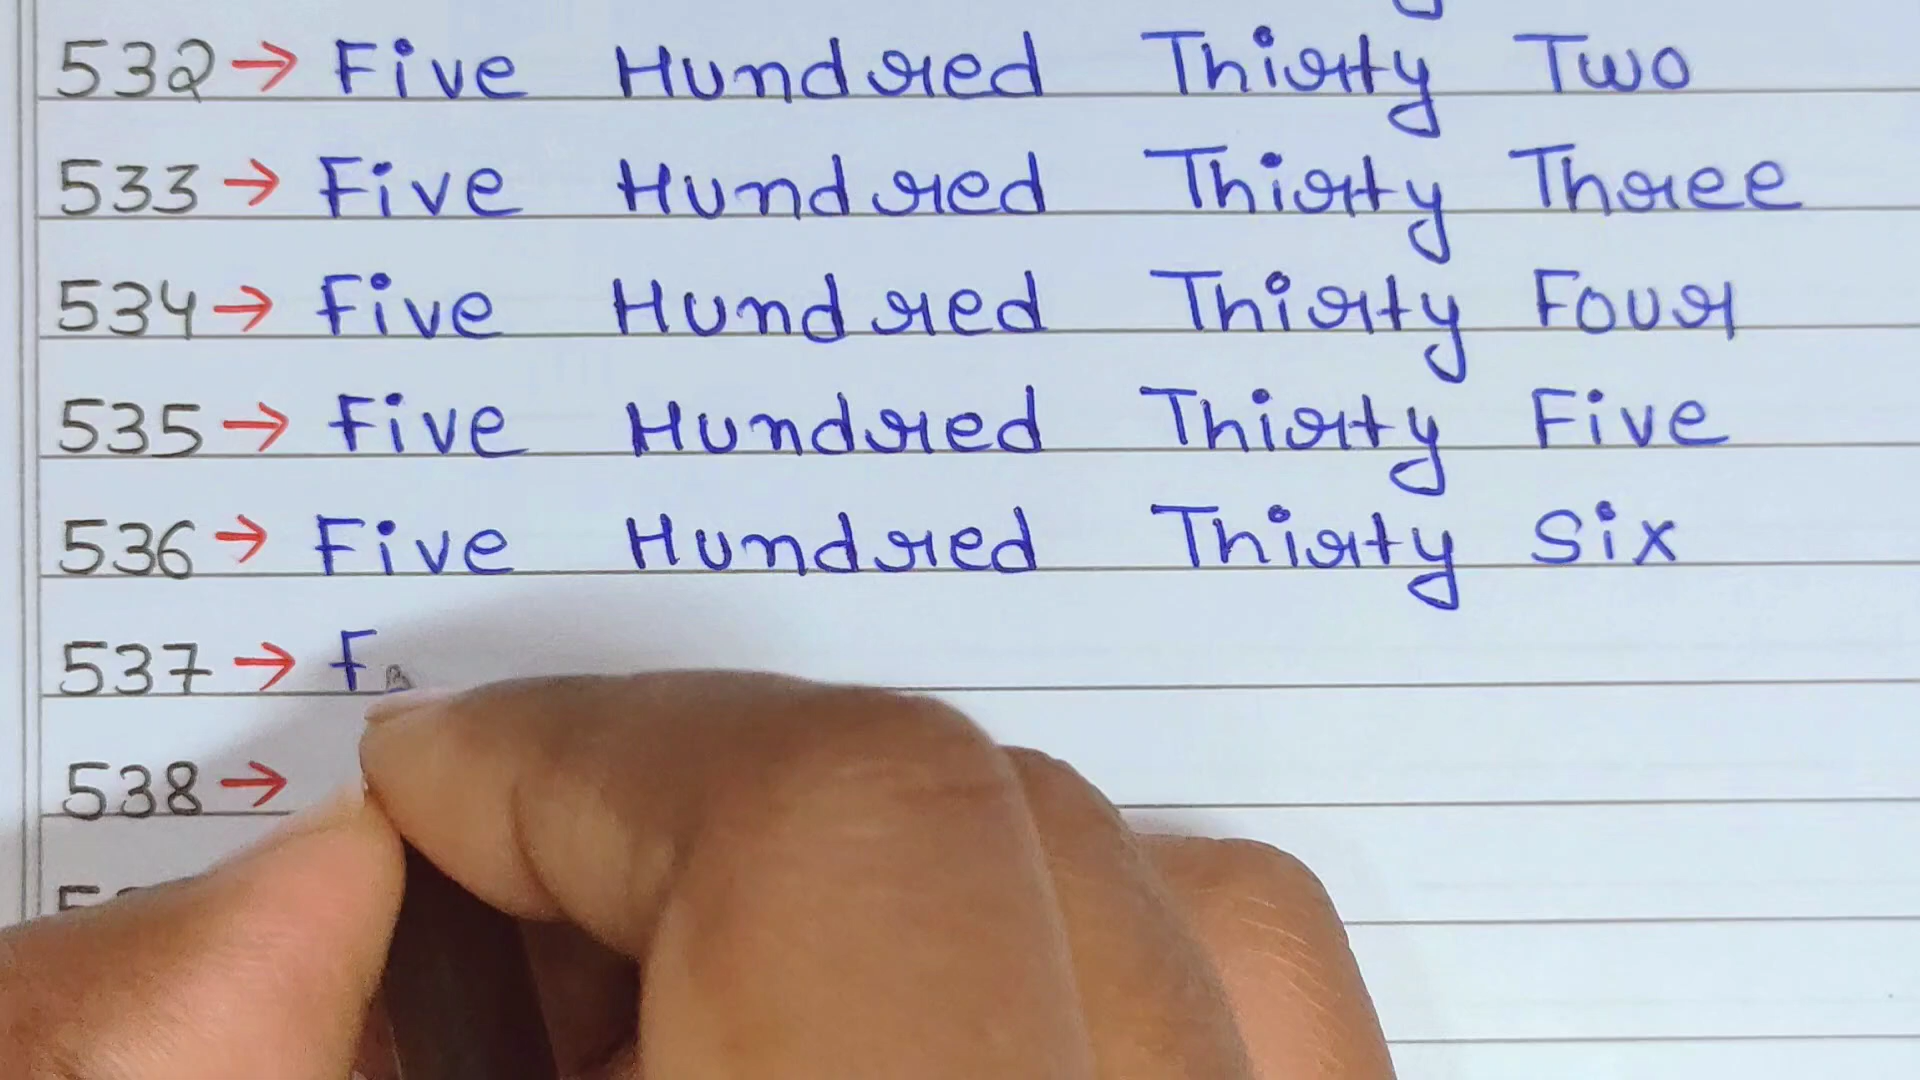 532 → Five Hundred Thirty Two
533 → Five Hundred Thirty Three
534 → Five Hundred Thirty Four
535 → Five Hundred Thirty Five
536 → Five Hundred Thirty Six
537 → F
538 →